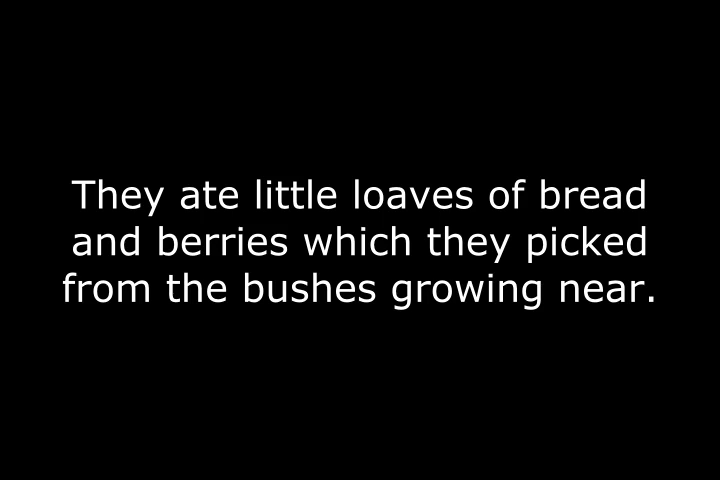 They ate little loaves of bread
and berries which they picked
from the bushes growing near.